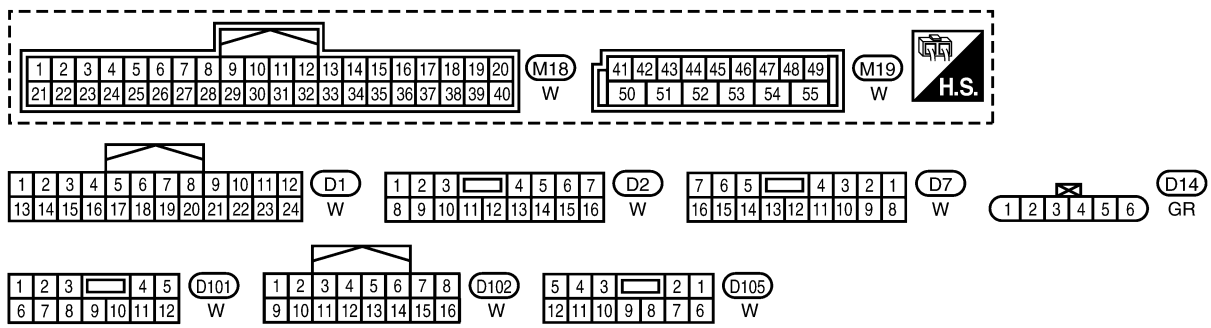 1 2 3 4 5 6 7 8 9 10 11 12 13 14 15 16 17 18 19 20 M18 41 42 43 44 45 46 47 48 49 M19
21 22 23 24 25 26 27 28 29 30 31 32 33 34 35 36 37 38 39 40 W 50 51 52 53 54 55 W H.S.
1 2 3 4 5 6 7 8 9 10 11 12 D1 1 2 3 4 5 6 7 D2 7 6 5 4 3 2 1 D7 1 2 3 4 5 6 D14
13 14 15 16 17 18 19 20 21 22 23 24 W 8 9 10 11 12 13 14 15 16 W 16 15 14 13 12 11 10 9 8 W GR
1 2 3 4 5 D101 1 2 3 4 5 6 7 8 D102 5 4 3 2 1 D105
6 7 8 9 10 11 12 W 9 10 11 12 13 14 15 16 W 12 11 10 9 8 7 6 W